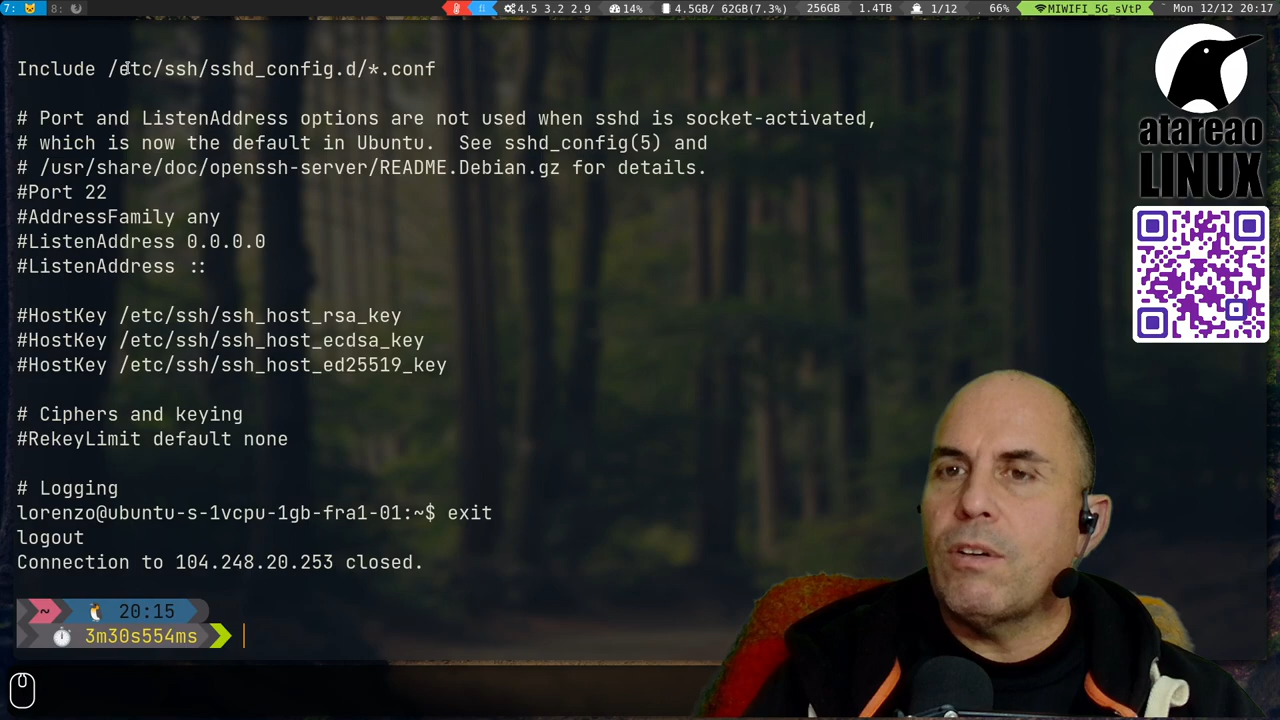 7: 8: 4.5 3.2 2.9 14% 4.5GB/ 62GB(7.3%) 256GB 1.4TB 1/12 66% MIWIFI 5G sVtP Mon 12/12 20:17
Include /etc/ssh/sshd_config.d/*.conf
# Port and ListenAddress options are not used when sshd is socket-activated,
# which is now the default in Ubuntu.  See sshd_config(5) and
# /usr/share/doc/openssh-server/README.Debian.gz for details.
#Port 22
#AddressFamily any
#ListenAddress 0.0.0.0
#ListenAddress ::
#HostKey /etc/ssh/ssh_host_rsa_key
#HostKey /etc/ssh/ssh_host_ecdsa_key
#HostKey /etc/ssh/ssh_host_ed25519_key
# Ciphers and keying
#RekeyLimit default none
# Logging
lorenzo@ubuntu-s-1vcpu-1gb-fra1-01:~$ exit
logout
Connection to 104.248.20.253 closed.
~ 20:15
3m30s554ms
atareao
LINUX